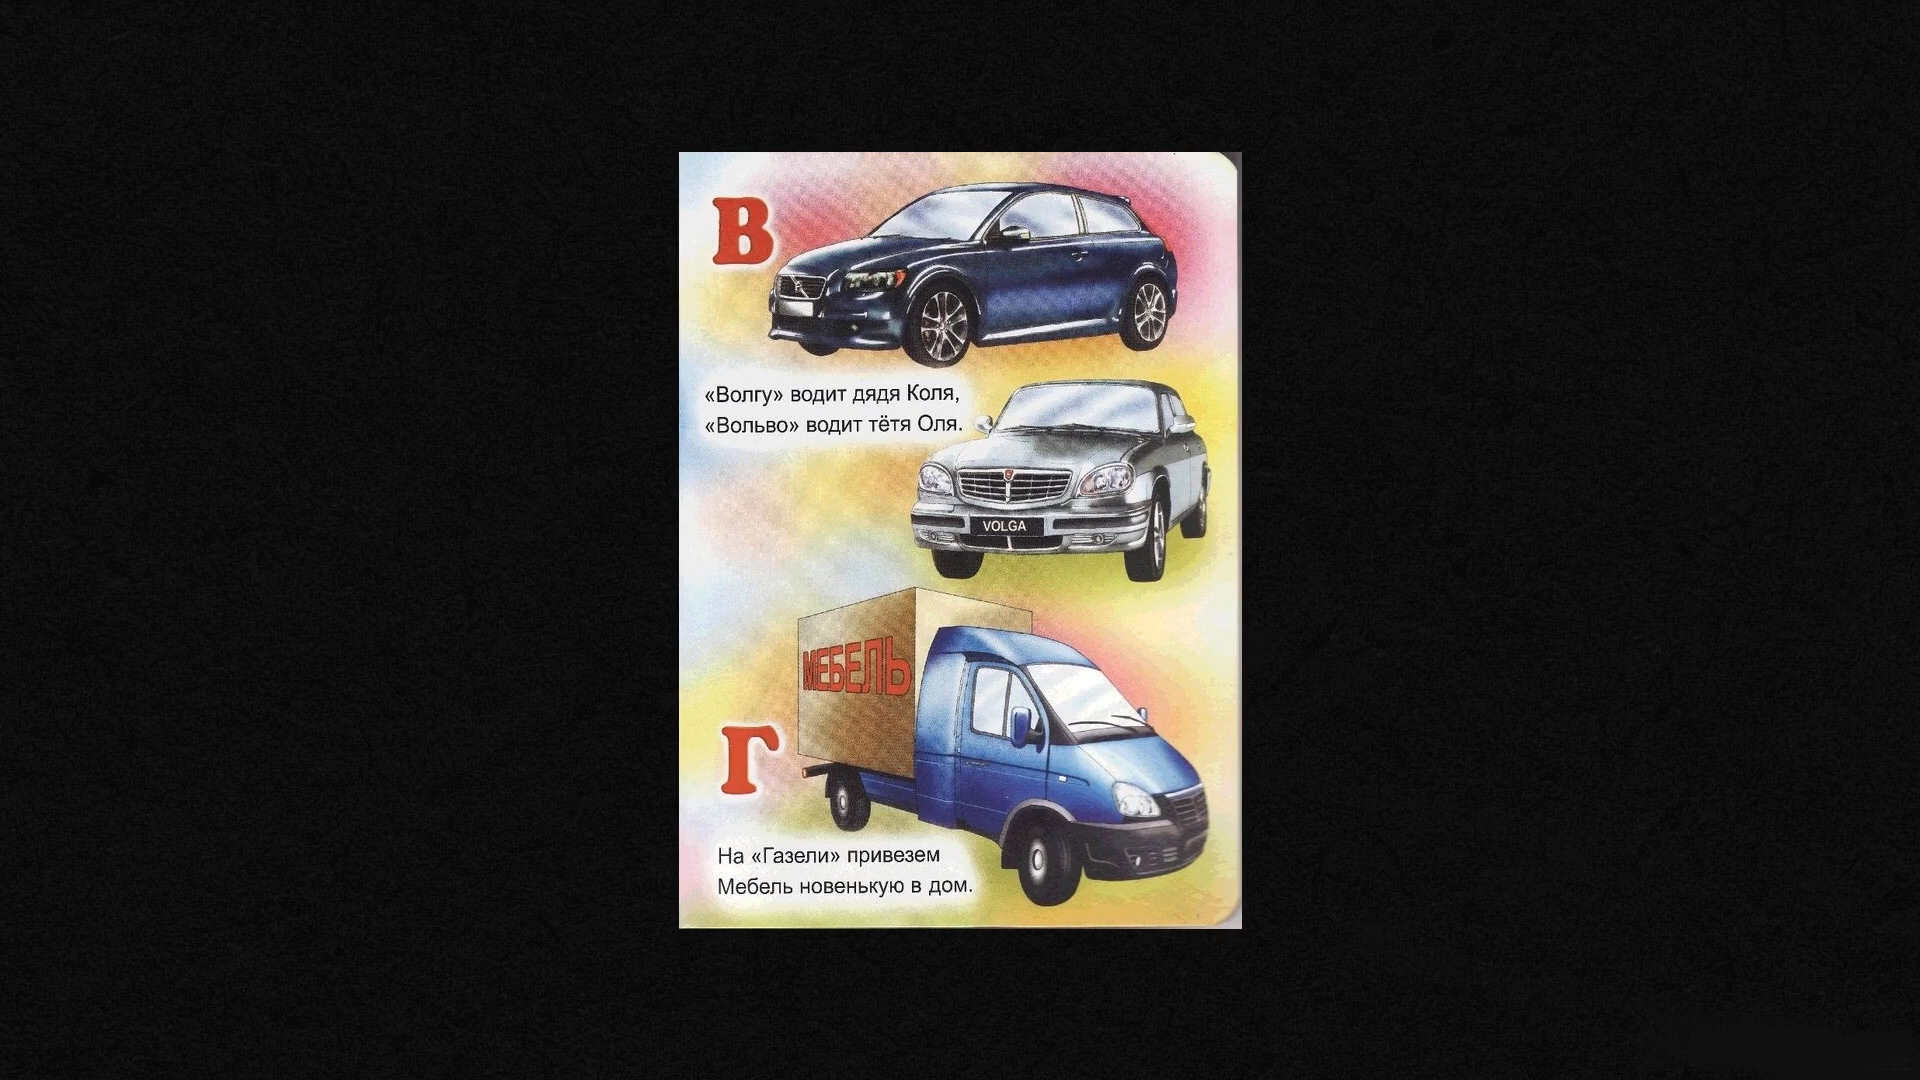 В
«Волгу» водит дядя Коля,
«Вольво» водит тётя Оля.
VOLGA
МЕБЕЛЬ
Г
На «Газели» привезем
Мебель новенькую в дом.